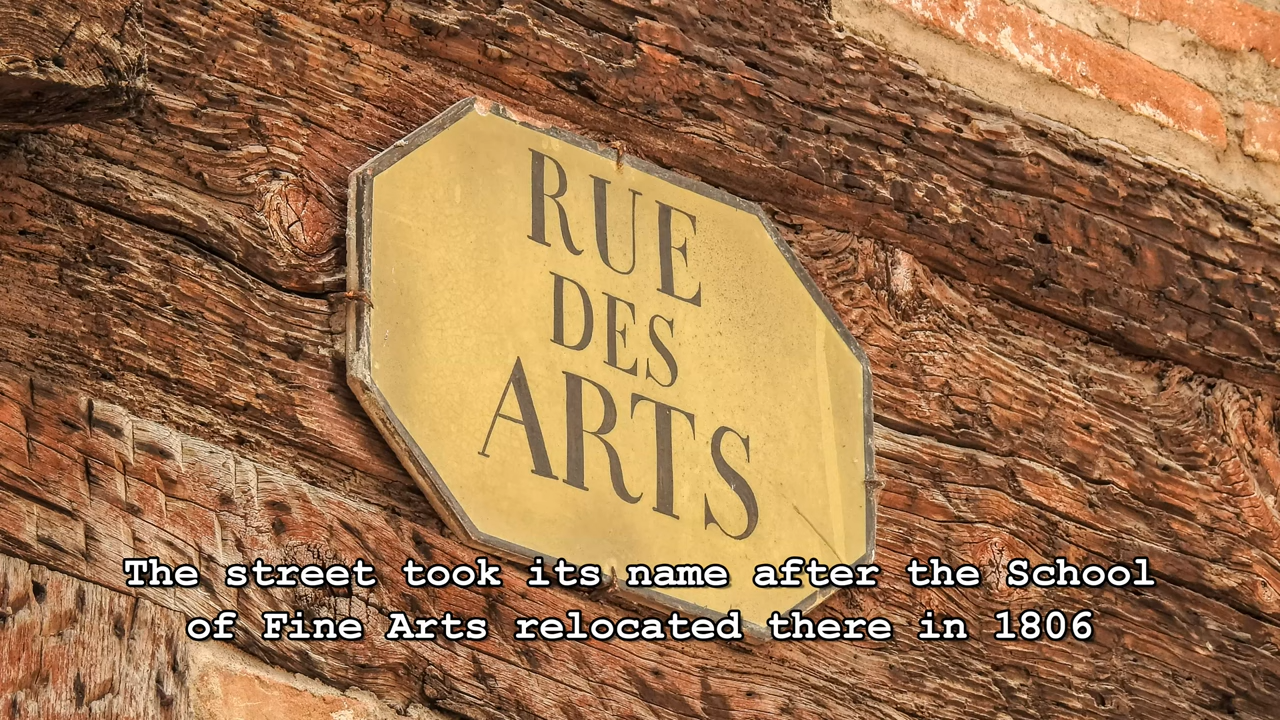 RUE
DES
ARTS
The street took its name after the School
of Fine Arts relocated there in 1806